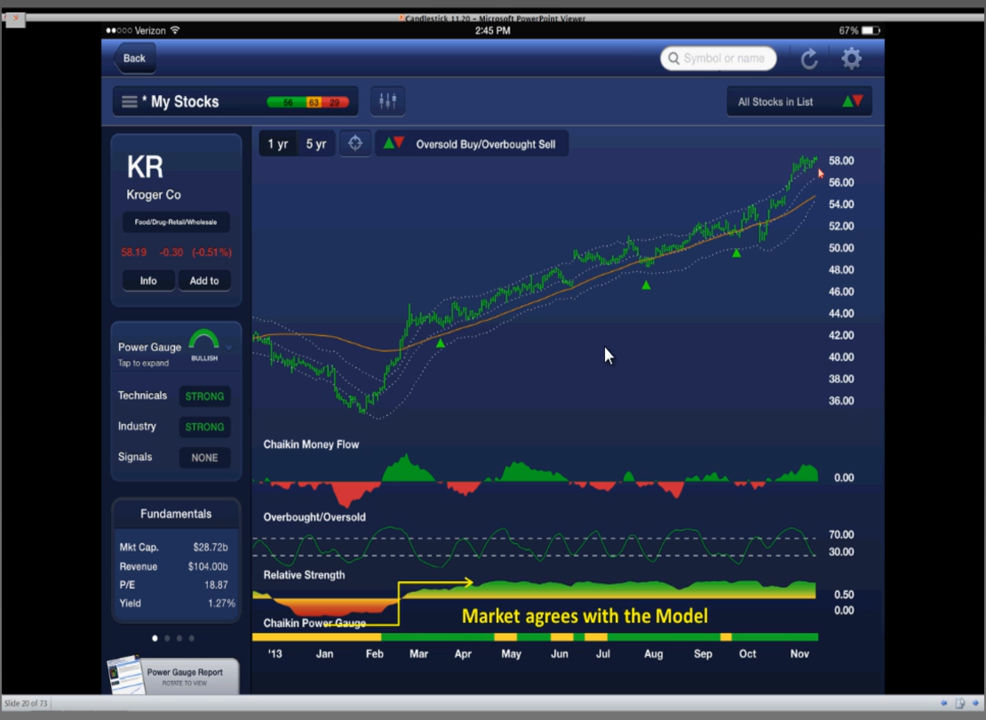 Candlestick 11.20 - Microsoft PowerPoint Viewer
Verizon 2:45 PM 67%
Back Symbol or name
* My Stocks 56 63 29 All Stocks in List
1 yr 5 yr Oversold Buy/Overbought Sell
KR
Kroger Co
Food/Drug-Retail/Wholesale
58.19 -0.30 (-0.51%)
Info Add to
Power Gauge
Tap to expand
BULLISH
Technicals STRONG
Industry STRONG
Signals NONE
Fundamentals
Mkt Cap. $28.72b
Revenue $104.00b
P/E 18.87
Yield 1.27%
Power Gauge Report
ROTATE TO VIEW
58.00
56.00
54.00
52.00
50.00
48.00
46.00
44.00
42.00
40.00
38.00
36.00
Chaikin Money Flow
0.00
Overbought/Oversold
70.00
30.00
Relative Strength
0.50
0.00
Market agrees with the Model
Chaikin Power Gauge
'13 Jan Feb Mar Apr May Jun Jul Aug Sep Oct Nov
Slide 20 of 73